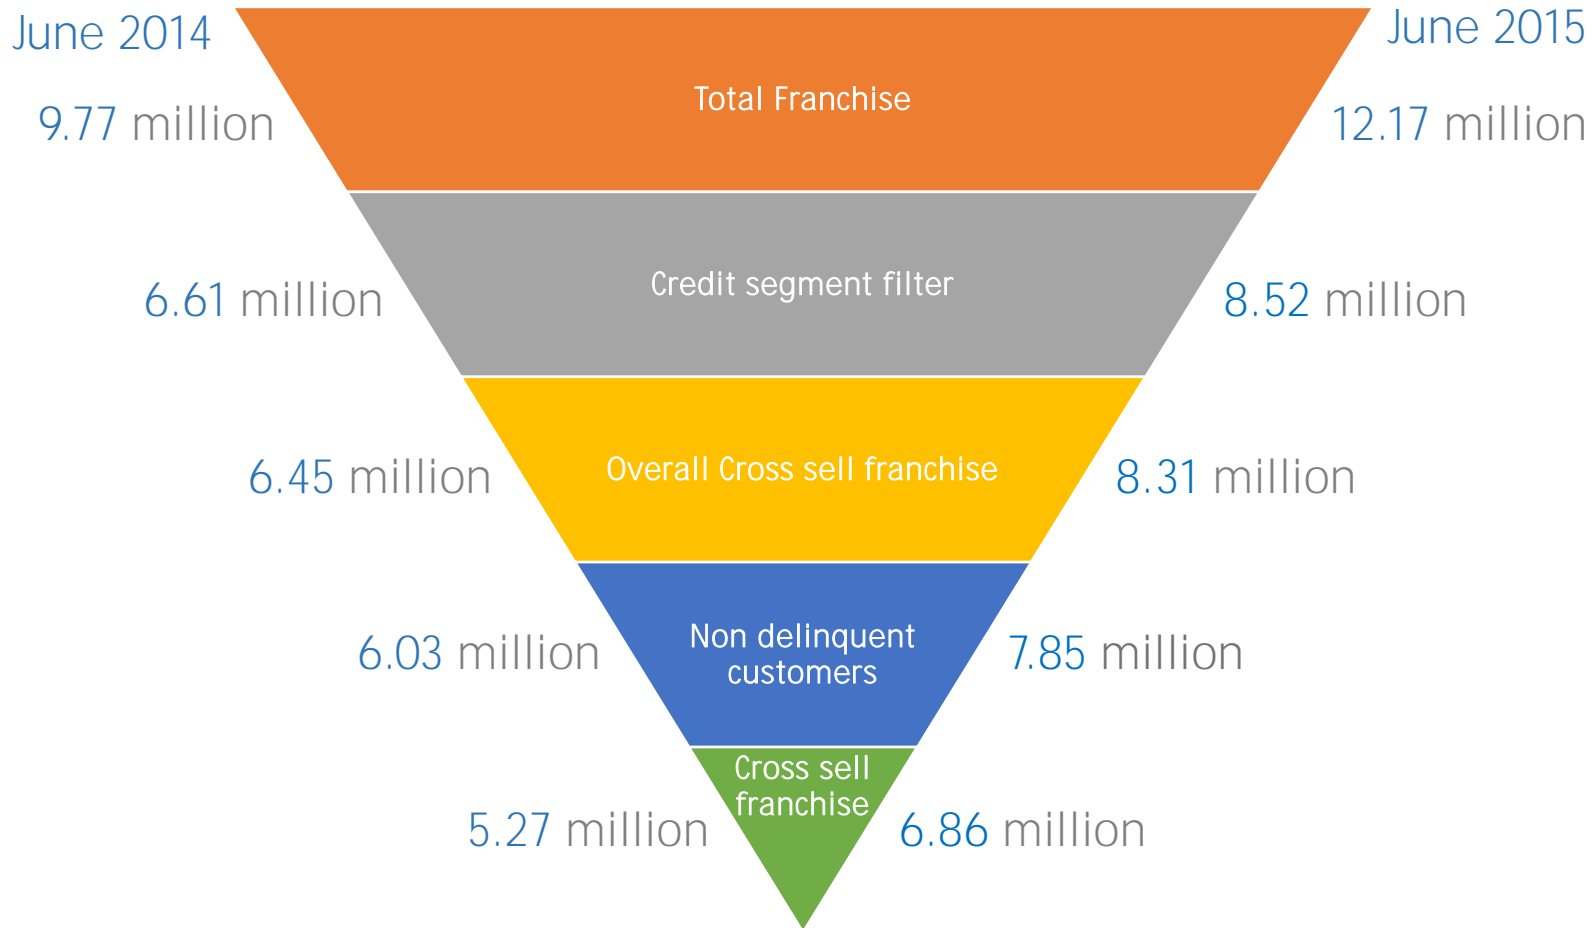 June 2014
June 2015
Total Franchise
9.77 million
12.17 million
Credit segment filter
6.61 million
8.52 million
Overall Cross sell franchise
6.45 million
8.31 million
Non delinquent
customers
6.03 million
7.85 million
Cross sell
franchise
5.27 million
6.86 million